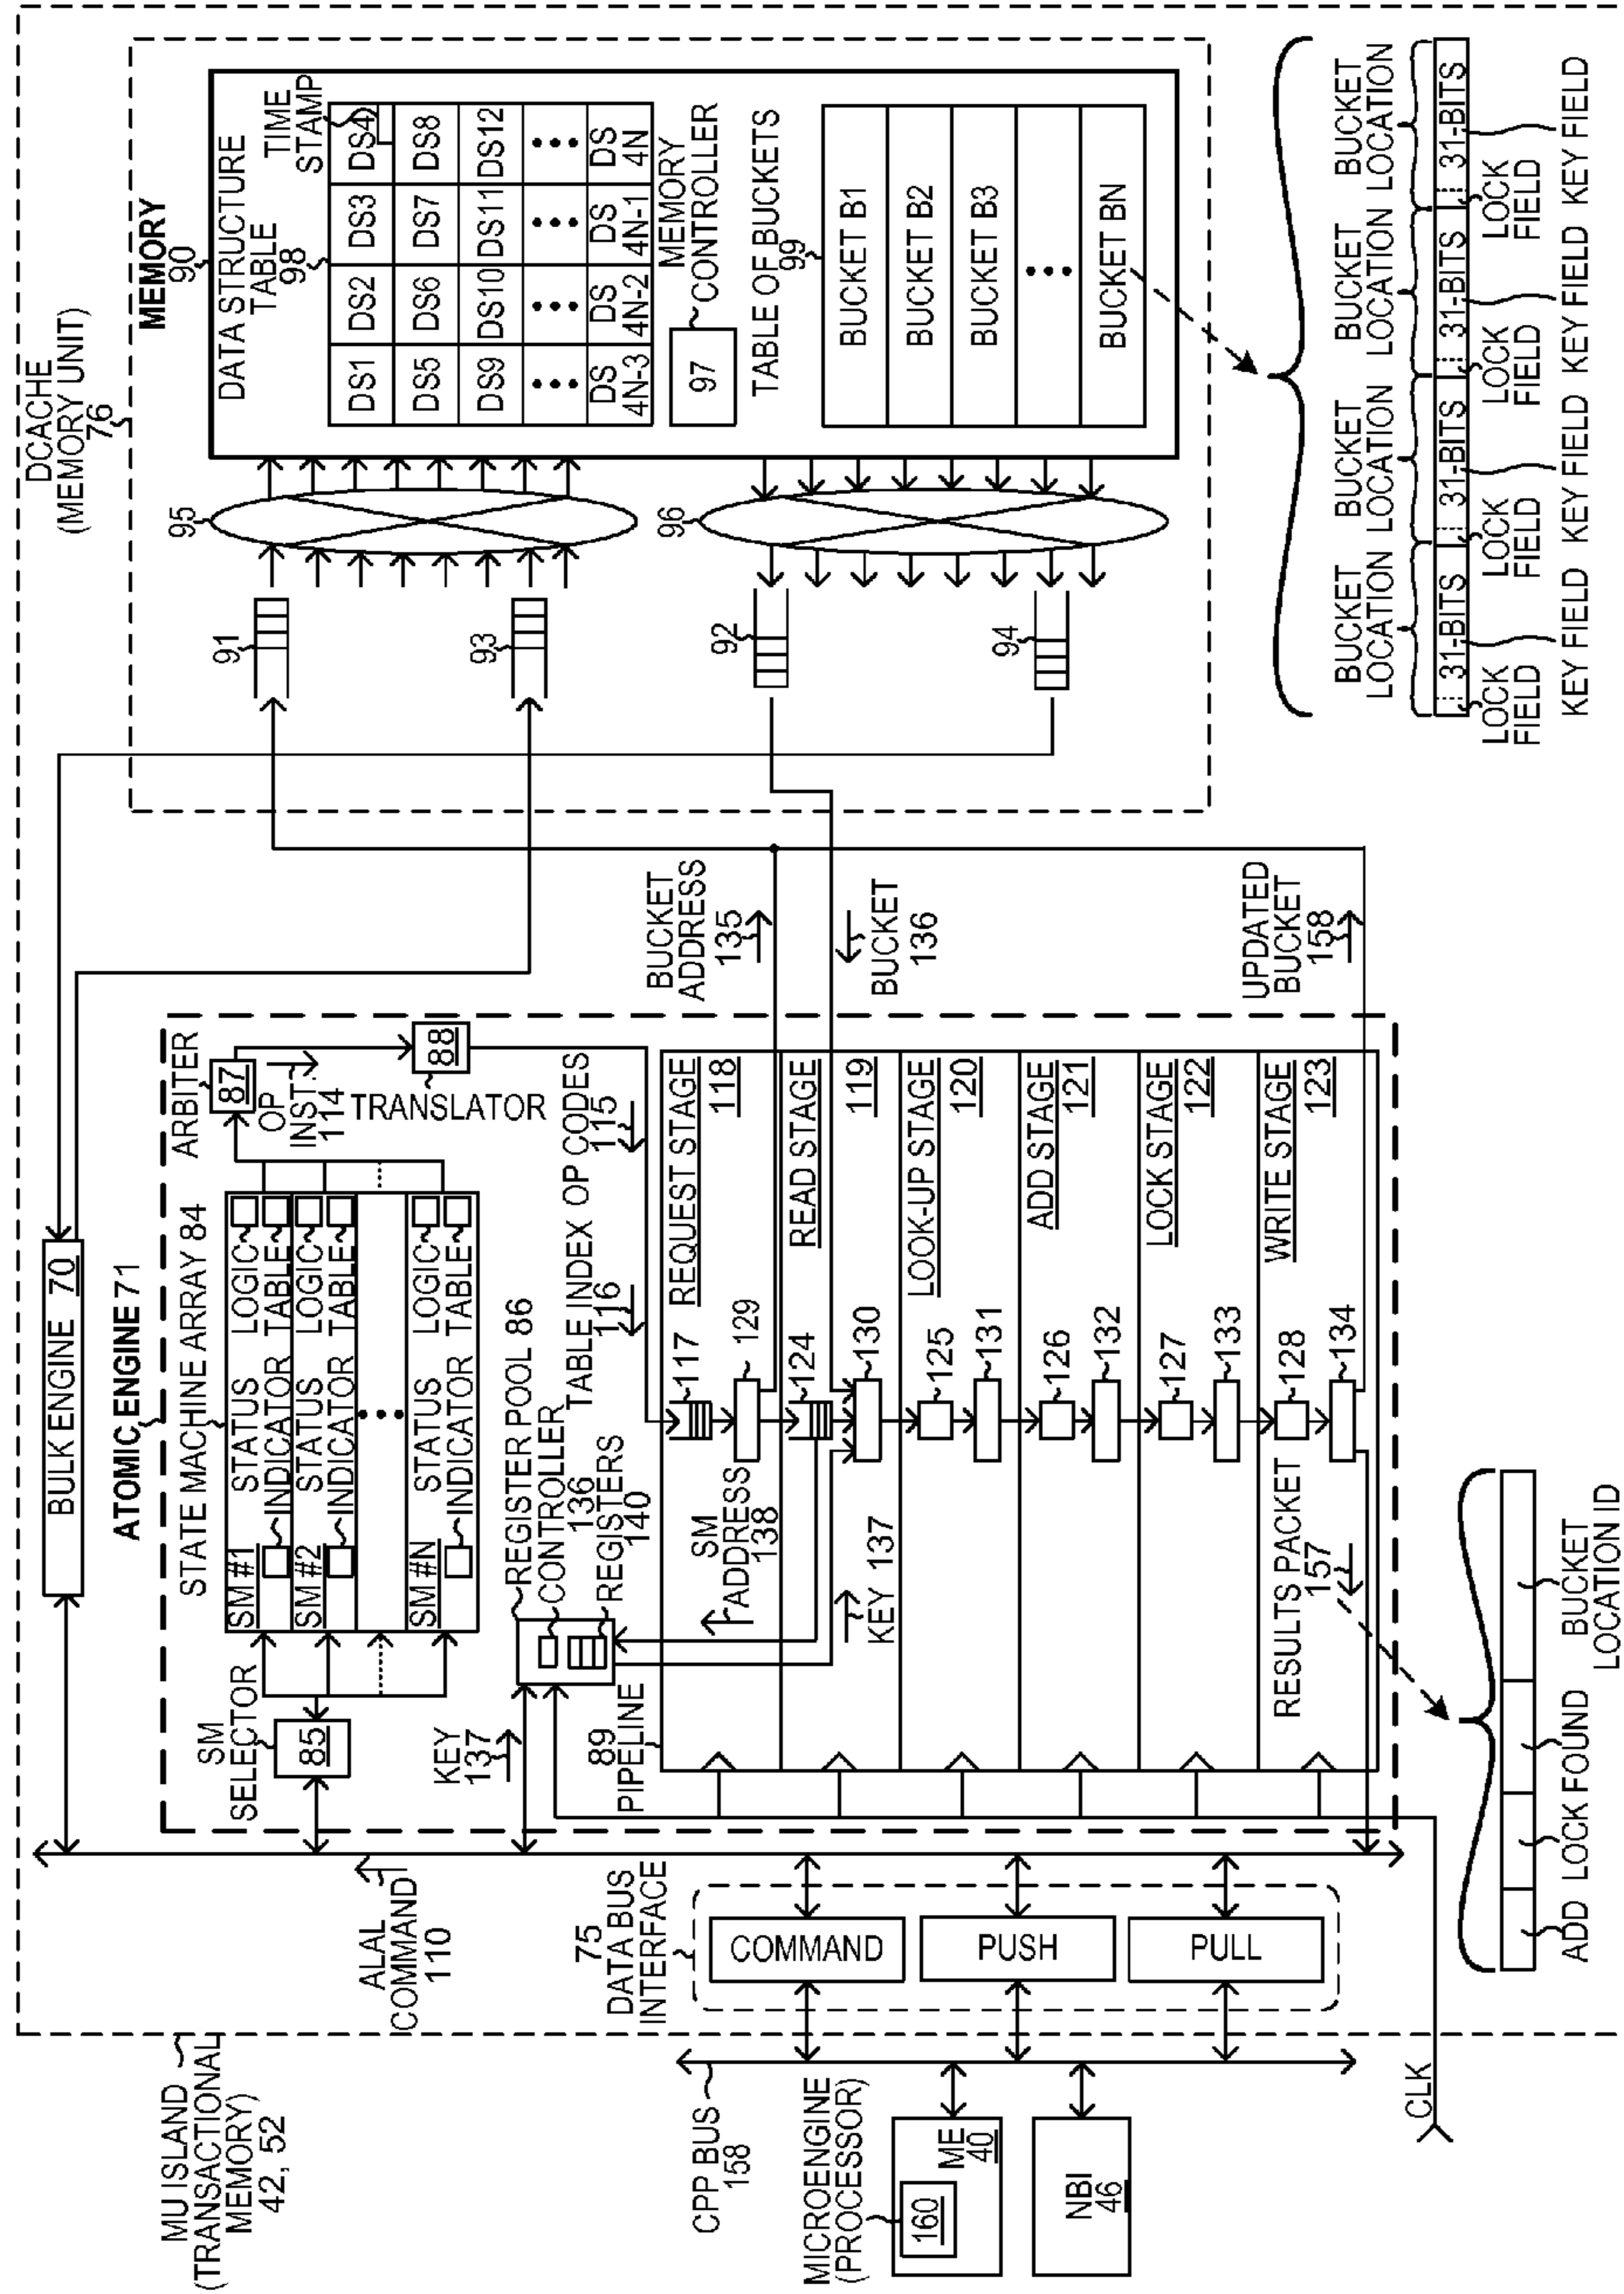 MU ISLAND
(TRANSACTIONAL
MEMORY)
42, 52
DCACHE
(MEMORY UNIT)
76
MEMORY
90
DATA STRUCTURE
TABLE
98
TIME
STAMP
DS1 DS2 DS3 DS4
DS5 DS6 DS7 DS8
DS9 DS10 DS11 DS12
DS
4N-3
DS
4N-2
DS
4N-1
DS
4N
97
MEMORY
CONTROLLER
TABLE OF BUCKETS
99
BUCKET B1
BUCKET B2
BUCKET B3
BUCKET BN
95
96
91
93
92
94
BULK ENGINE 70
ATOMIC ENGINE 71
STATE MACHINE ARRAY 84
SM #1 STATUS LOGIC
INDICATOR TABLE
SM #2 STATUS LOGIC
INDICATOR TABLE
SM #N STATUS LOGIC
INDICATOR TABLE
SM
SELECTOR
85
ARBITER
87
OP
INST.
114
88
TRANSLATOR
ALAL
COMMAND
110
KEY
137
REGISTER POOL 86
CONTROLLER
136
REGISTERS
140
TABLE INDEX
116
OP CODES
115
89
PIPELINE
117
REQUEST STAGE
118
129
SM
ADDRESS
138
124
READ STAGE
119
KEY 137
130
125
LOOK-UP STAGE
120
131
126
ADD STAGE
121
132
127
LOCK STAGE
122
133
128
WRITE STAGE
123
RESULTS PACKET
157
134
BUCKET
ADDRESS
135
BUCKET
136
UPDATED
BUCKET
158
75
DATA BUS
INTERFACE
COMMAND
PUSH
PULL
CPP BUS
158
MICROENGINE
(PROCESSOR)
160
ME
40
NBI
46
CLK
ADD
LOCK
FOUND
BUCKET
LOCATION ID
BUCKET
LOCATION
BUCKET
LOCATION
BUCKET
LOCATION
BUCKET
LOCATION
31-BITS
31-BITS
31-BITS
31-BITS
LOCK
FIELD
LOCK
FIELD
LOCK
FIELD
LOCK
FIELD
KEY FIELD
KEY FIELD
KEY FIELD
KEY FIELD